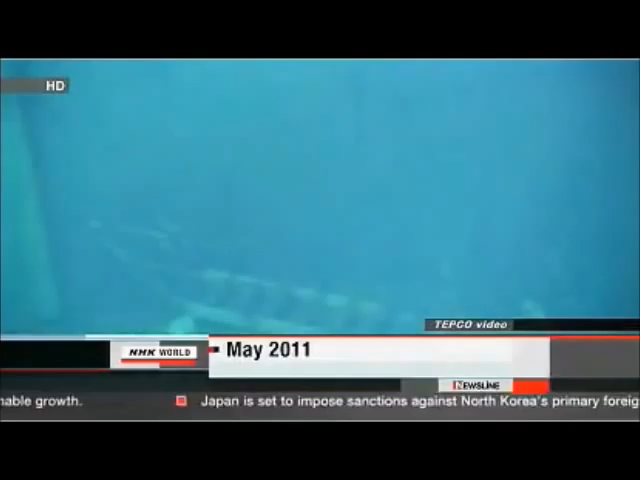 HD
TEPCO video
NHK WORLD
May 2011
NEWSLINE
nable growth.
Japan is set to impose sanctions against North Korea's primary foreig